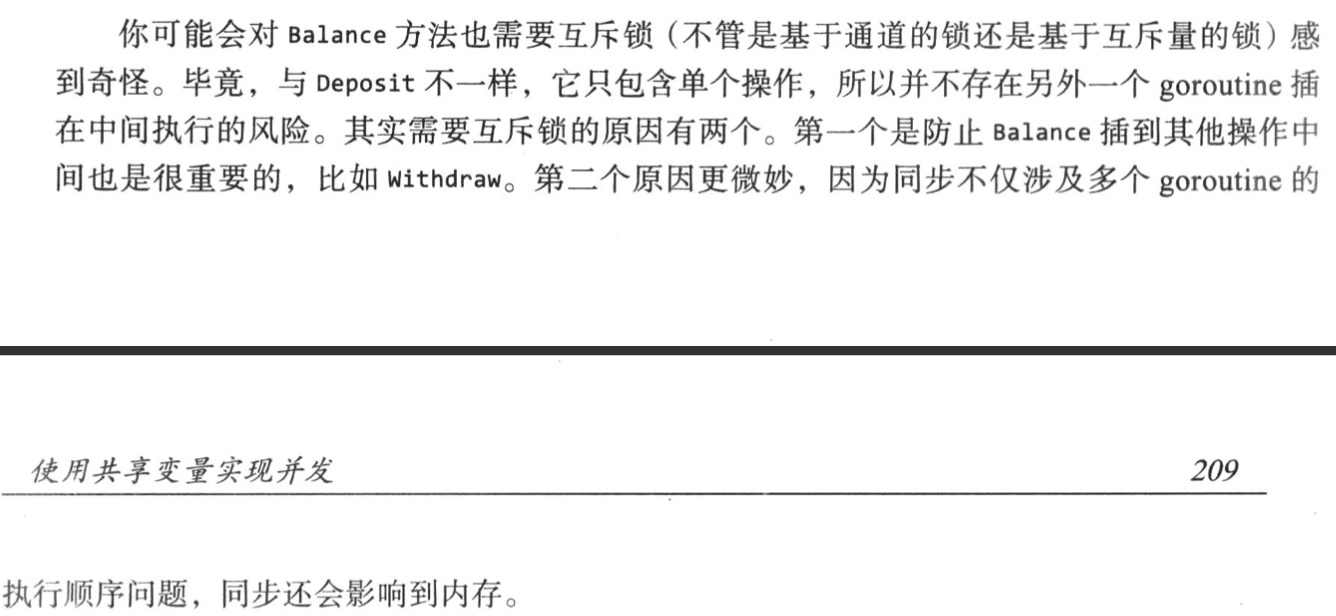 你可能会对 Balance 方法也需要互斥锁（不管是基于通道的锁还是基于互斥量的锁）感
到奇怪。毕竟，与 Deposit 不一样，它只包含单个操作，所以并不存在另外一个 goroutine 插
在中间执行的风险。其实需要互斥锁的原因有两个。第一个是防止 Balance 插到其他操作中
间也是很重要的，比如 Withdraw。第二个原因更微妙，因为同步不仅涉及多个 goroutine 的
使用共享变量实现并发 209
执行顺序问题，同步还会影响到内存。